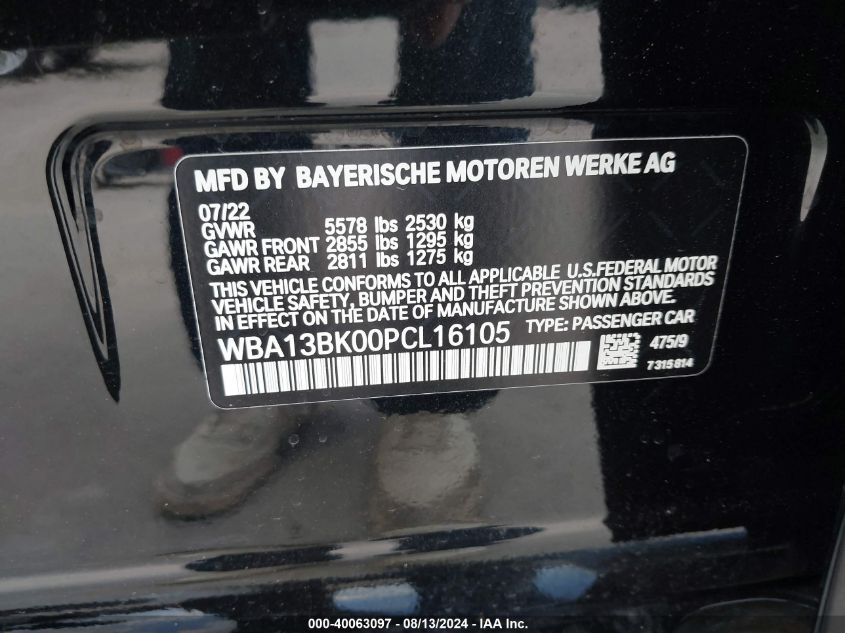 MFD BY BAYERISCHE MOTOREN WERKE AG
07/22
GVWR 5578 lbs 2530 kg
GAWR FRONT 2855 lbs 1295 kg
GAWR REAR 2811 lbs 1275 kg
THIS VEHICLE CONFORMS TO ALL APPLICABLE U.S.FEDERAL MOTOR
VEHICLE SAFETY, BUMPER AND THEFT PREVENTION STANDARDS
IN EFFECT ON THE DATE OF MANUFACTURE SHOWN ABOVE.
WBA13BK00PCL16105 TYPE: PASSENGER CAR
475/9
7315814
000-40063097 - 08/13/2024 - IAAI.COM